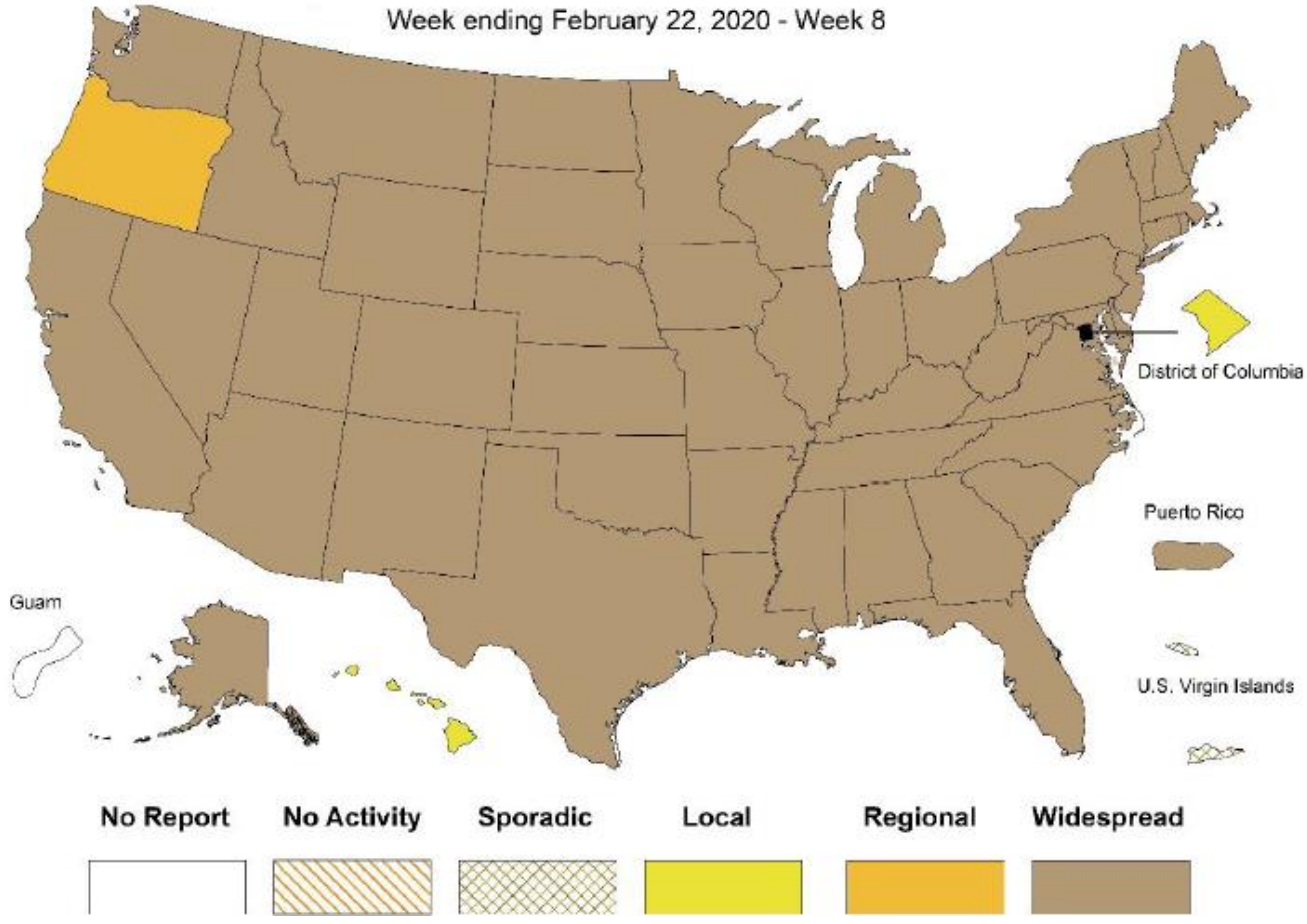 Week ending February 22, 2020 - Week 8
District of Columbia
Puerto Rico
Guam
U.S. Virgin Islands
No Report
No Activity
Sporadic
Local
Regional
Widespread